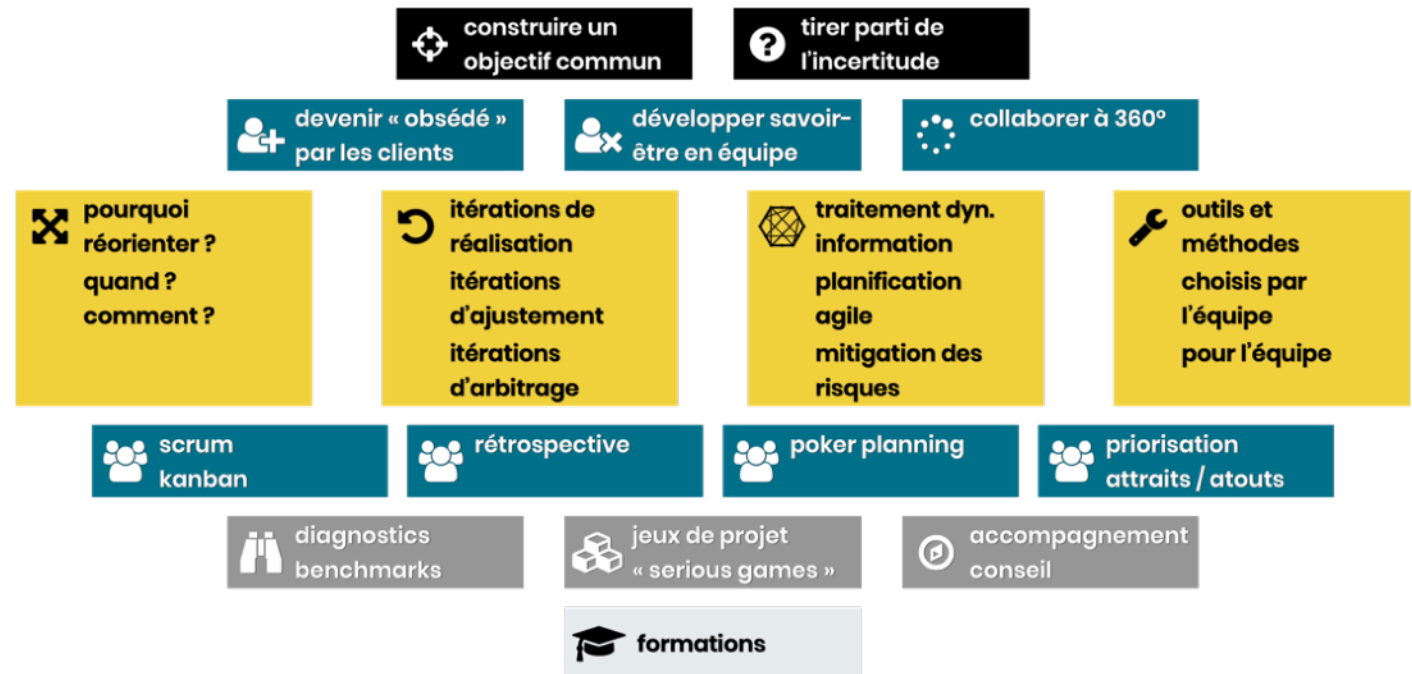 construire un
objectif commun
tirer parti de
l'incertitude
devenir « obsédé »
par les clients
développer savoir-
être en équipe
collaborer à 360°
pourquoi
réorienter ?
quand ?
comment ?
itérations de
réalisation
itérations
d'ajustement
itérations
d'arbitrage
traitement dyn.
information
planification
agile
mitigation des
risques
outils et
méthodes
choisis par
l'équipe
pour l'équipe
scrum
kanban
rétrospective
poker planning
priorisation
attraits / atouts
diagnostics
benchmarks
jeux de projet
« serious games »
accompagnement
conseil
formations